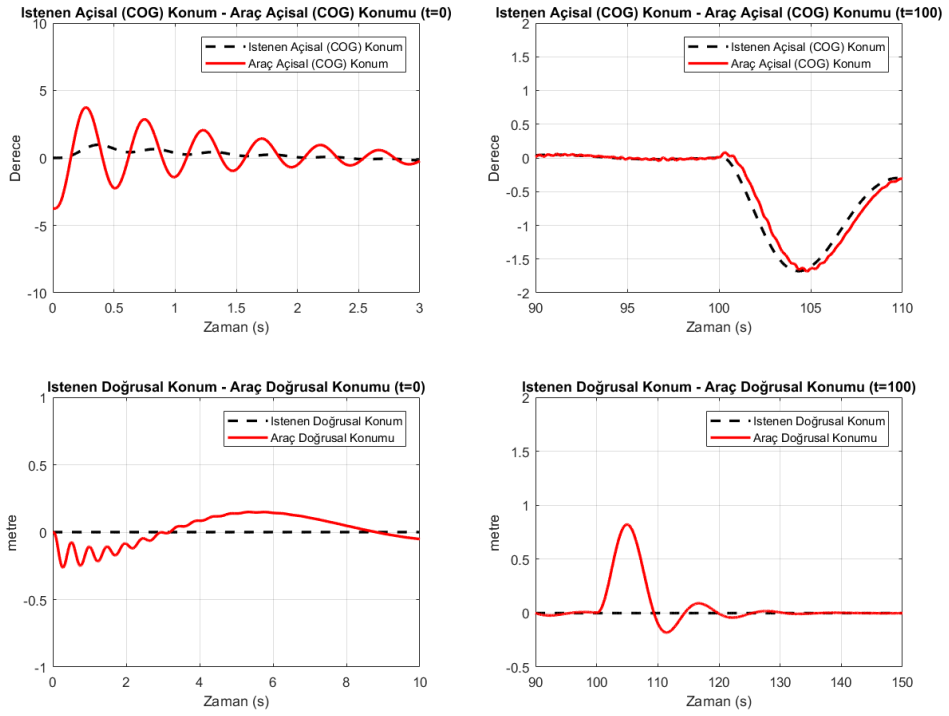 Istenen Açisal (COG) Konum - Araç Açisal (COG) Konumu (t=0)
10
5
0
-5
-10
Derece
Istenen Açisal (COG) Konum
Araç Açisal (COG) Konum
0
0.5
1
1.5
2
2.5
3
Zaman (s)
Istenen Açisal (COG) Konum - Araç Açisal (COG) Konumu (t=100)
2
1.5
1
0.5
0
-0.5
-1
-1.5
-2
Derece
Istenen Açisal (COG) Konum
Araç Açisal (COG) Konum
90
95
100
105
110
Zaman (s)
Istenen Doğrusal Konum - Araç Doğrusal Konumu (t=0)
1
0.5
0
-0.5
-1
metre
Istenen Doğrusal Konum
Araç Doğrusal Konumu
0
2
4
6
8
10
Zaman (s)
Istenen Doğrusal Konum - Araç Doğrusal Konumu (t=100)
2
1.5
1
0.5
0
-0.5
metre
Istenen Doğrusal Konum
Araç Doğrusal Konumu
90
100
110
120
130
140
150
Zaman (s)